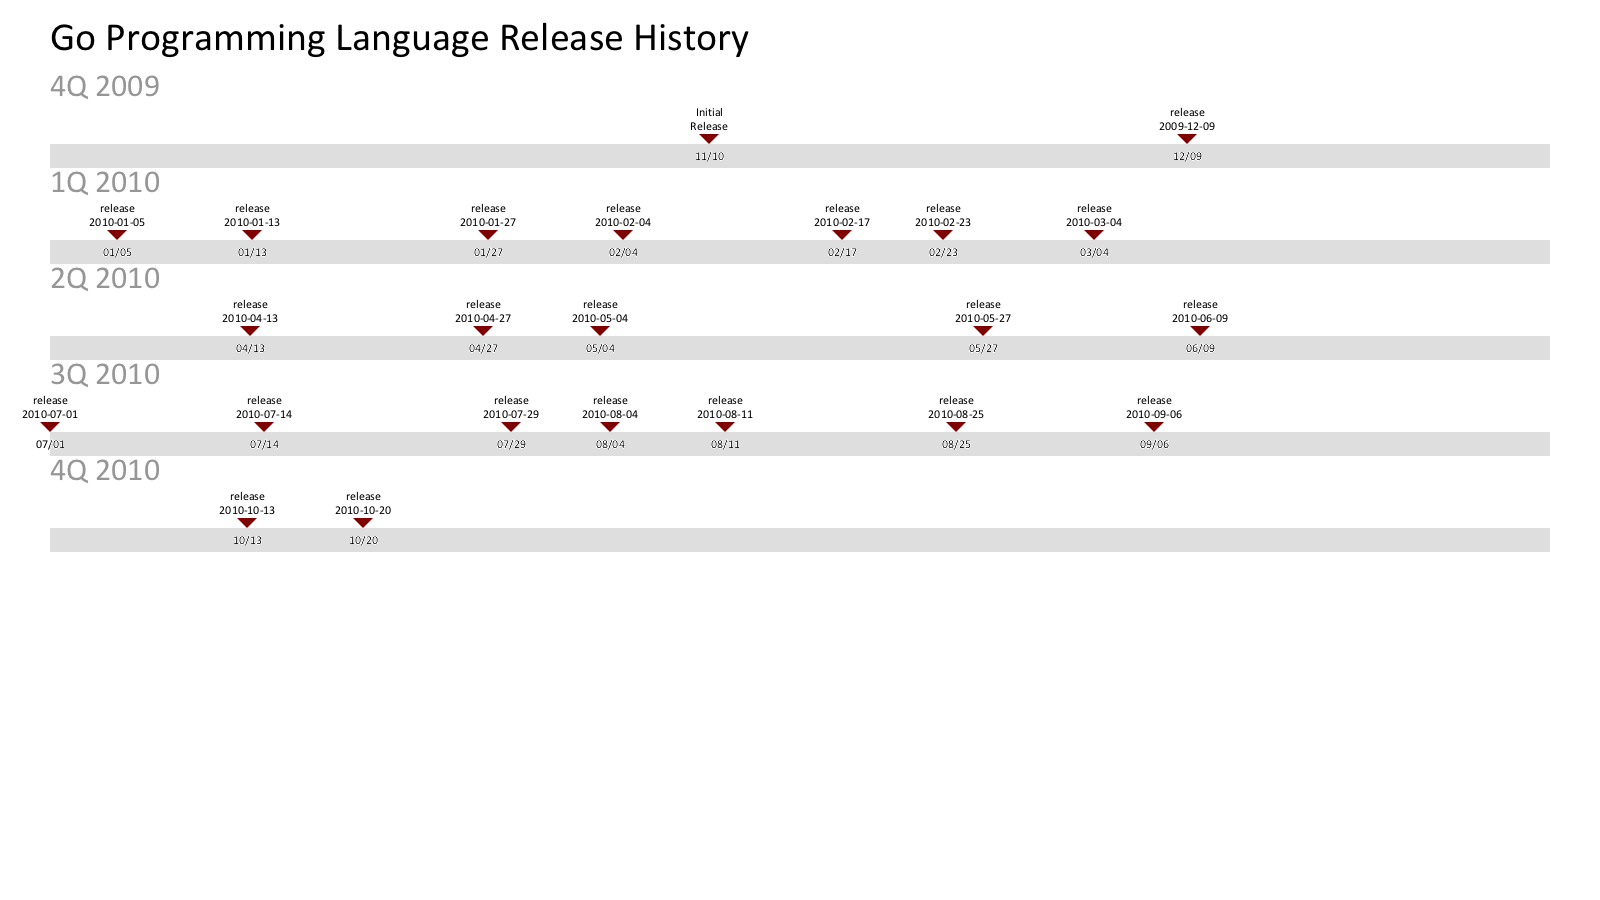 Go Programming Language Release History
4Q 2009
Initial
Release
11/10
release
2009-12-09
12/09
1Q 2010
release
2010-01-05
01/05
release
2010-01-13
01/13
release
2010-01-27
01/27
release
2010-02-04
02/04
release
2010-02-17
02/17
release
2010-02-23
02/23
release
2010-03-04
03/04
2Q 2010
release
2010-04-13
04/13
release
2010-04-27
04/27
release
2010-05-04
05/04
release
2010-05-27
05/27
release
2010-06-09
06/09
3Q 2010
release
2010-07-01
07/01
release
2010-07-14
07/14
release
2010-07-29
07/29
release
2010-08-04
08/04
release
2010-08-11
08/11
release
2010-08-25
08/25
release
2010-09-06
09/06
4Q 2010
release
2010-10-13
10/13
release
2010-10-20
10/20